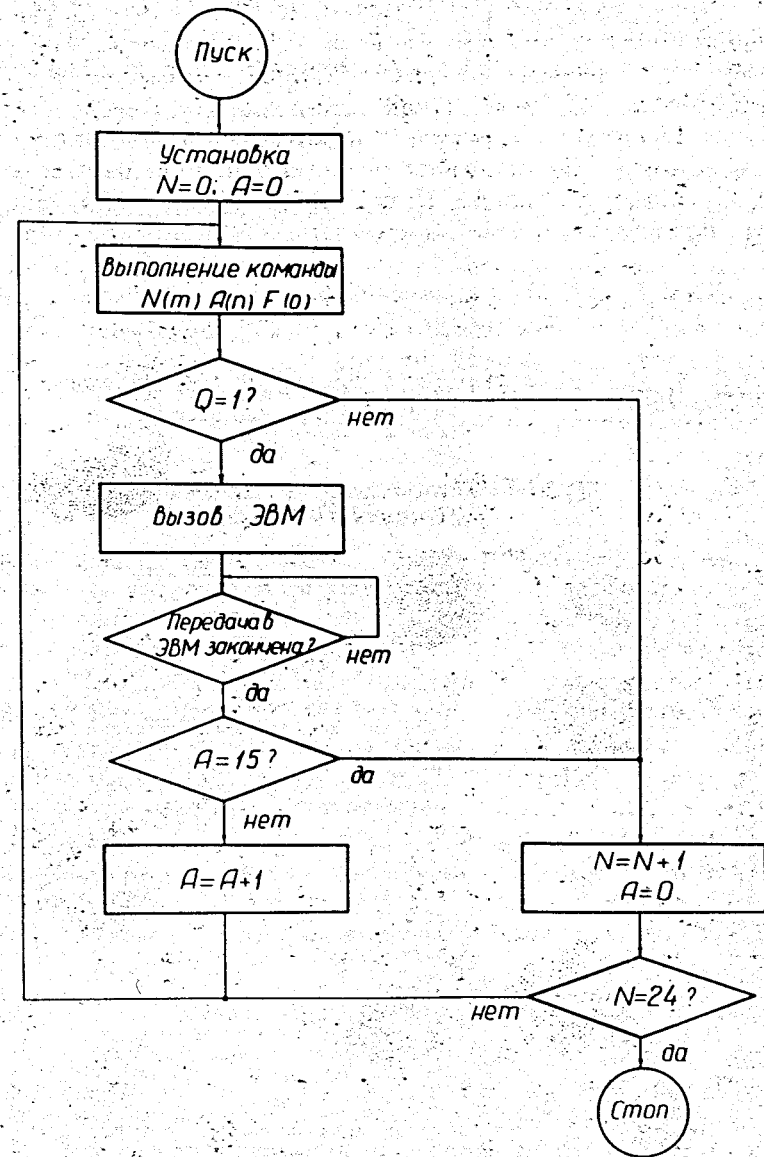 Пуск
Установка
N=0; A=0
Выполнение команды
N(m) A(n) F(0)
Q=1?
нет
да
Вызов ЭВМ
Передача в
ЭВМ закончена?
нет
да
A=15?
да
нет
A=A+1
N=N+1
A=0
N=24?
нет
да
Стоп